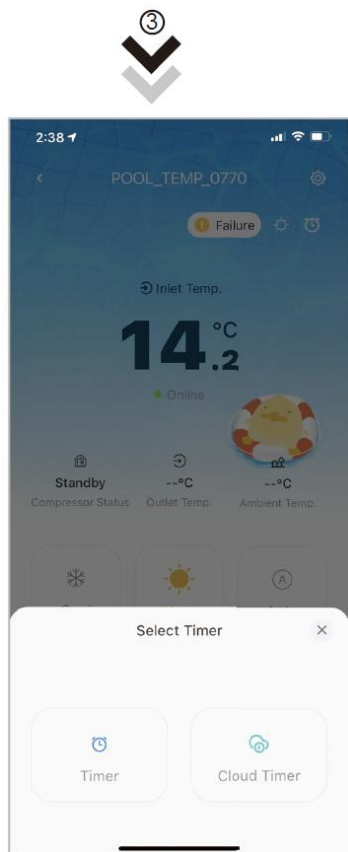 ③
2:38
POOL_TEMP_0770
Failure
Inlet Temp.
14.2 °C
Online
Standby --°C --°C
Compressor Status Outlet Temp. Ambient Temp.
A
Select Timer
Timer Cloud Timer